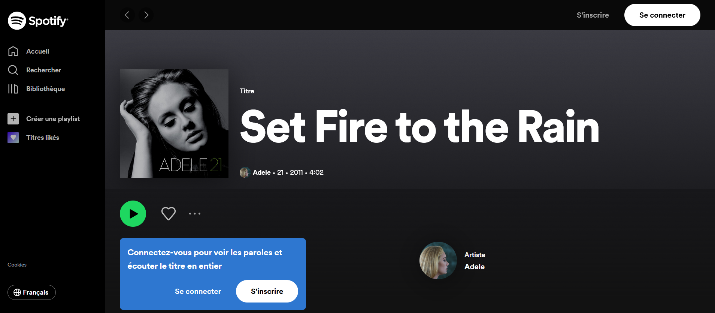 Spotify®
S'inscrire
Se connecter
Accueil
Rechercher
Bibliothèque
Créer une playlist
Titres likés
Titre
Set Fire to the Rain
ADELE 21
Adele • 21 • 2011 • 4:02
Connectez-vous pour voir les paroles et
écouter le titre en entier
Se connecter
S'inscrire
Artiste
Adele
Cookies
Français